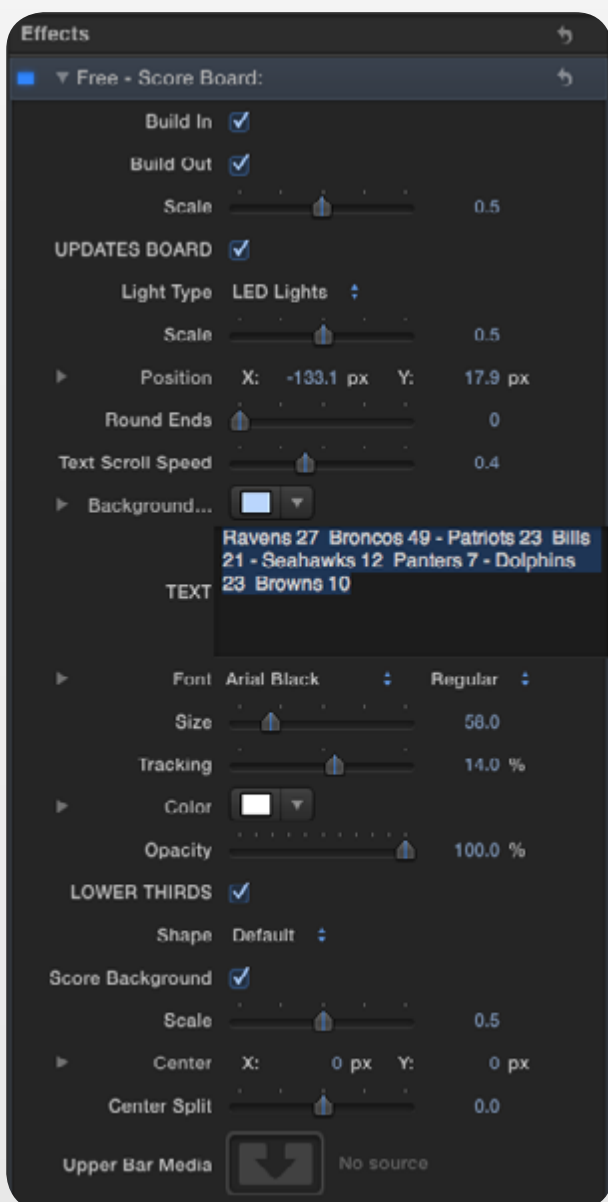 Effects
Free - Score Board:
Build In
Build Out
Scale 0.5
UPDATES BOARD
Light Type LED Lights
Scale 0.5
Position X: -133.1 px Y: 17.9 px
Round Ends 0
Text Scroll Speed 0.4
Background...
Ravens 27 Broncos 49 - Patriots 23 Bills
21 - Seahawks 12 Panters 7 - Dolphins
TEXT 23 Browns 10
Font Arial Black Regular
Size 58.0
Tracking 14.0 %
Color
Opacity 100.0 %
LOWER THIRDS
Shape Default
Score Background
Scale 0.5
Center X: 0 px Y: 0 px
Center Split 0.0
Upper Bar Media No source